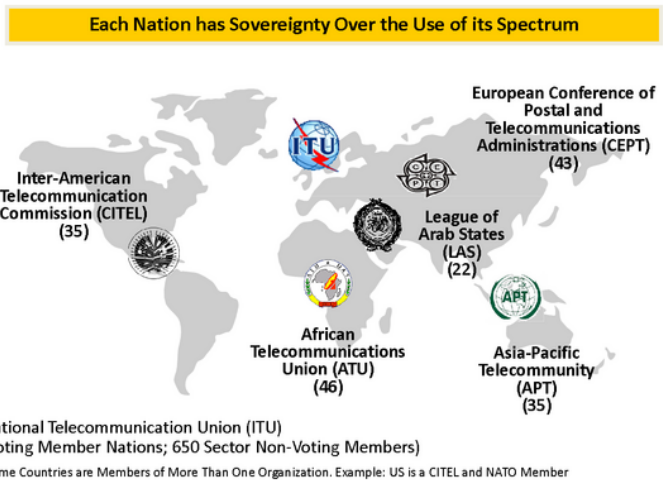 Each Nation has Sovereignty Over the Use of its Spectrum
European Conference of
Postal and
Telecommunications
Administrations (CEPT)
(43)
ITU
Inter-American
Telecommunication
Commission (CITEL)
(35)
League of
Arab States
(LAS)
(22)
APT
African
Telecommunications
Union (ATU)
(46)
Asia-Pacific
Telecommunity
(APT)
(35)
ational Telecommunication Union (ITU)
oting Member Nations; 650 Sector Non-Voting Members)
me Countries are Members of More Than One Organization. Example: US is a CITEL and NATO Member